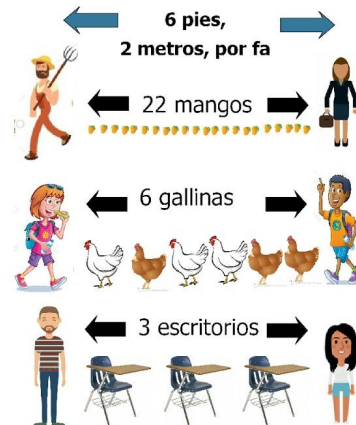 6 pies,
2 metros, por fa
22 mangos
6 gallinas
3 escritorios